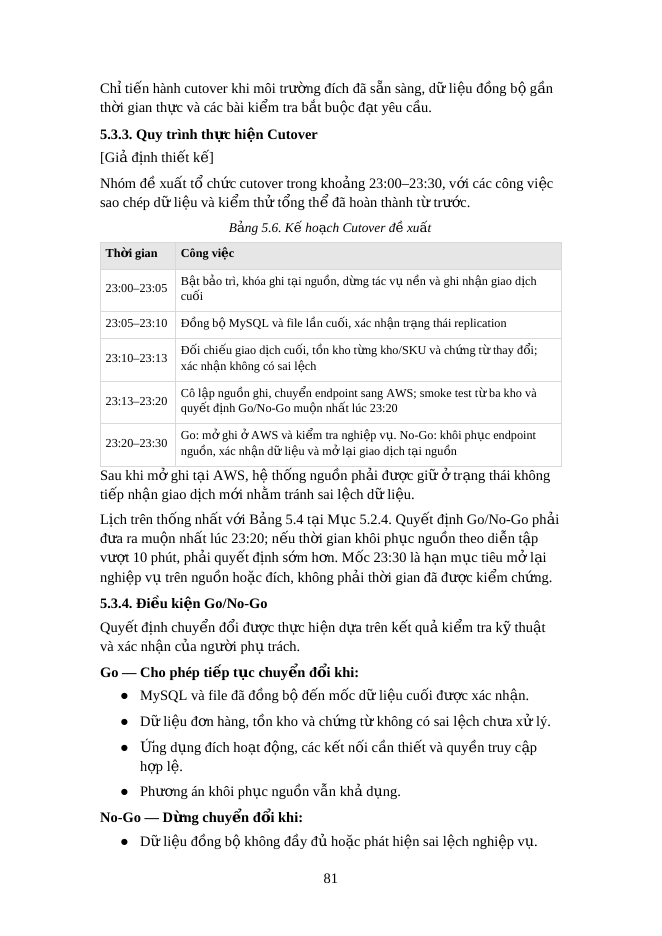 Chỉ tiến hành cutover khi môi trường đích đã sẵn sàng, dữ liệu đồng bộ gần
thời gian thực và các bài kiểm tra bắt buộc đạt yêu cầu.
5.3.3. Quy trình thực hiện Cutover
[Giả định thiết kế]
Nhóm đề xuất tổ chức cutover trong khoảng 23:00–23:30, với các công việc
sao chép dữ liệu và kiểm thử tổng thể đã hoàn thành từ trước.
Bảng 5.6. Kế hoạch Cutover đề xuất
Thời gian Công việc
23:00–23:05 Bật bảo trì, khóa ghi tại nguồn, dừng tác vụ nền và ghi nhận giao dịch
cuối
23:05–23:10 Đồng bộ MySQL và file lần cuối, xác nhận trạng thái replication
23:10–23:13 Đối chiếu giao dịch cuối, tồn kho từng kho/SKU và chứng từ thay đổi;
xác nhận không có sai lệch
23:13–23:20 Cô lập nguồn ghi, chuyển endpoint sang AWS; smoke test từ ba kho và
quyết định Go/No-Go muộn nhất lúc 23:20
23:20–23:30 Go: mở ghi ở AWS và kiểm tra nghiệp vụ. No-Go: khôi phục endpoint
nguồn, xác nhận dữ liệu và mở lại giao dịch tại nguồn
Sau khi mở ghi tại AWS, hệ thống nguồn phải được giữ ở trạng thái không
tiếp nhận giao dịch mới nhằm tránh sai lệch dữ liệu.
Lịch trên thống nhất với Bảng 5.4 tại Mục 5.2.4. Quyết định Go/No-Go phải
đưa ra muộn nhất lúc 23:20; nếu thời gian khôi phục nguồn theo diễn tập
vượt 10 phút, phải quyết định sớm hơn. Mốc 23:30 là hạn mục tiêu mở lại
nghiệp vụ trên nguồn hoặc đích, không phải thời gian đã được kiểm chứng.
5.3.4. Điều kiện Go/No-Go
Quyết định chuyển đổi được thực hiện dựa trên kết quả kiểm tra kỹ thuật
và xác nhận của người phụ trách.
Go — Cho phép tiếp tục chuyển đổi khi:
● MySQL và file đã đồng bộ đến mốc dữ liệu cuối được xác nhận.
● Dữ liệu đơn hàng, tồn kho và chứng từ không có sai lệch chưa xử lý.
● Ứng dụng đích hoạt động, các kết nối cần thiết và quyền truy cập
hợp lệ.
● Phương án khôi phục nguồn vẫn khả dụng.
No-Go — Dừng chuyển đổi khi:
● Dữ liệu đồng bộ không đầy đủ hoặc phát hiện sai lệch nghiệp vụ.
81